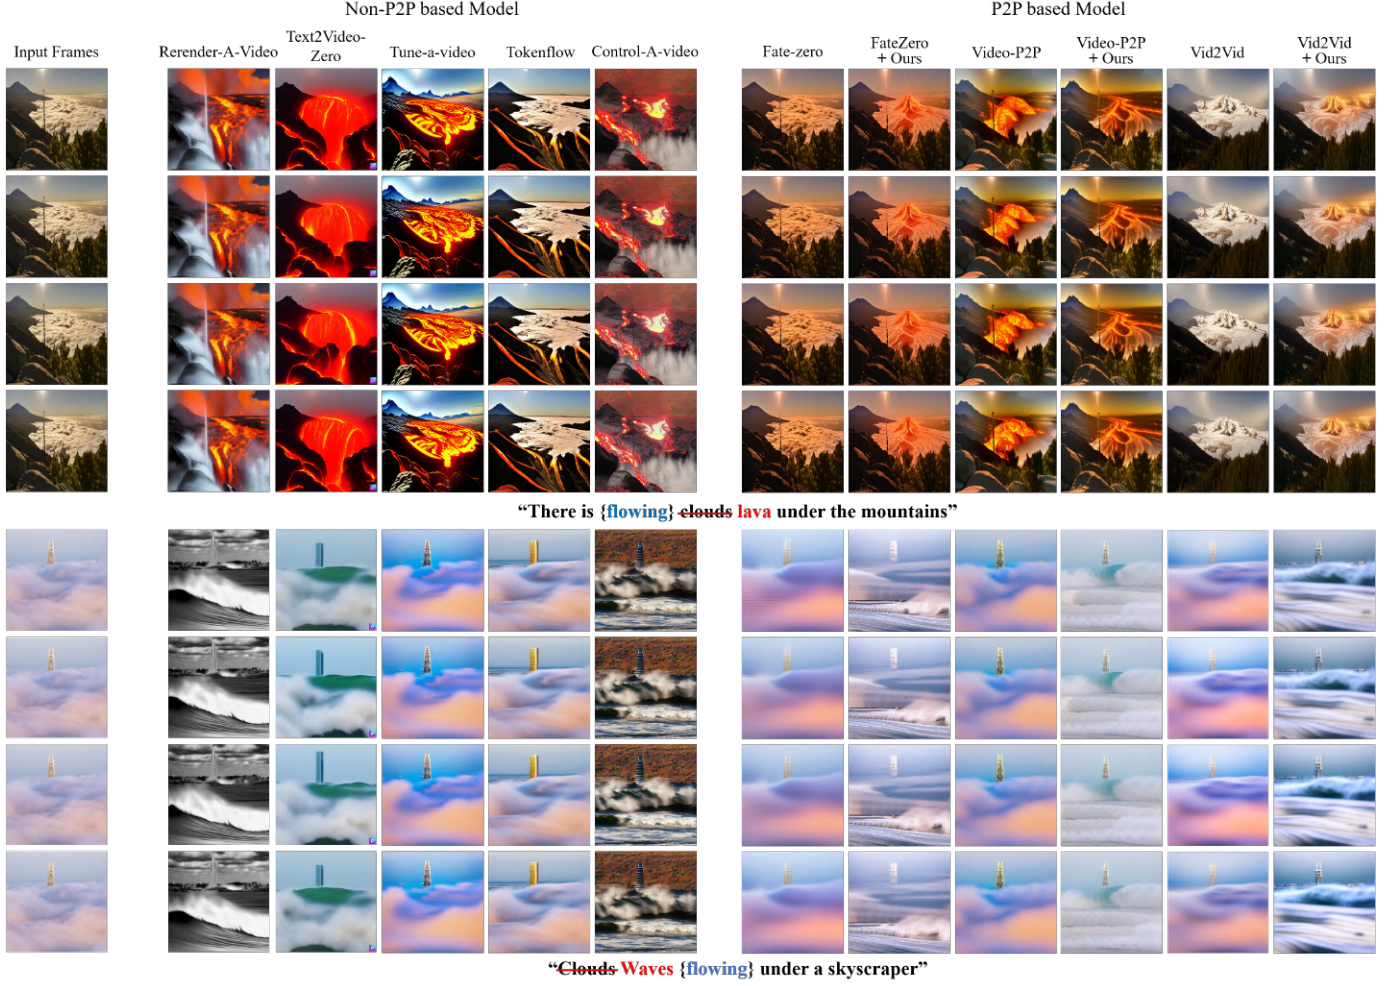 Non-P2P based Model
P2P based Model
Input Frames
Rerender-A-Video
Text2Video-
Zero
Tune-a-video
Tokenflow
Control-A-video
Fate-zero
FateZero
+ Ours
Video-P2P
Video-P2P
+ Ours
Vid2Vid
Vid2Vid
+ Ours
“There is {flowing} clouds lava under the mountains”
“Clouds Waves {flowing} under a skyscraper”